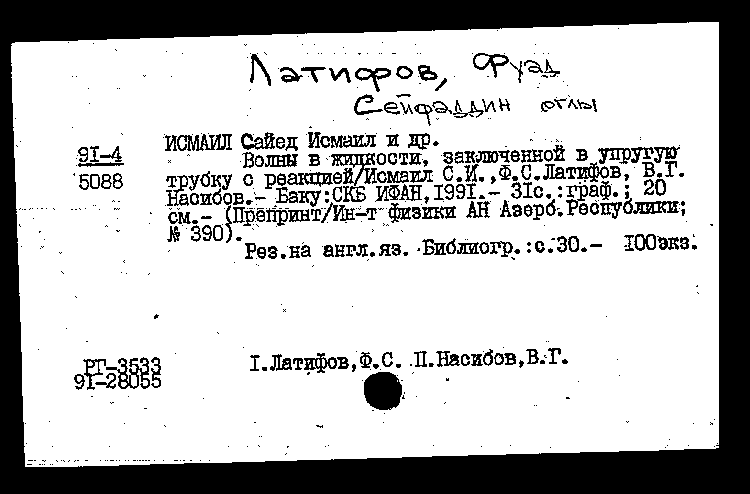 Латифов, Фуад
Сейфаддин оглы
ИСМАИЛ Сайед Исмаил и др.
91-4
5088
Волны в жидкости, заключенной в упругую
трубку с реакцией/Исмаил С.И.,Ф.С.Латифов, В.Г.
Насибов.- Баку:СКБ ИФАН,1991.- 31с.:граф.; 20
см.- (Препринт/Ин-т физики АН Азерб.Республики;
№ 390).
Рез.на англ.яз. Библиогр.:с.30.- 100экз.
РГ-3533
91-28055
I.Латифов,Ф.С. П.Насибов,В.Г.